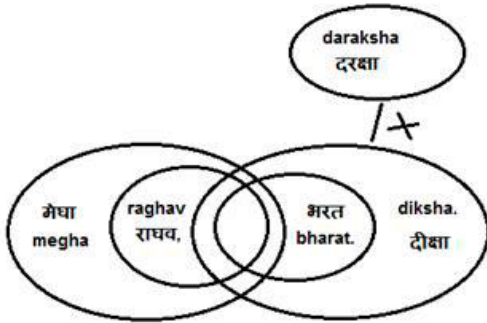 daraksha
दरक्षा
मेघा
megha
raghav
राघव,
भरत
bharat.
diksha.
दीक्षा